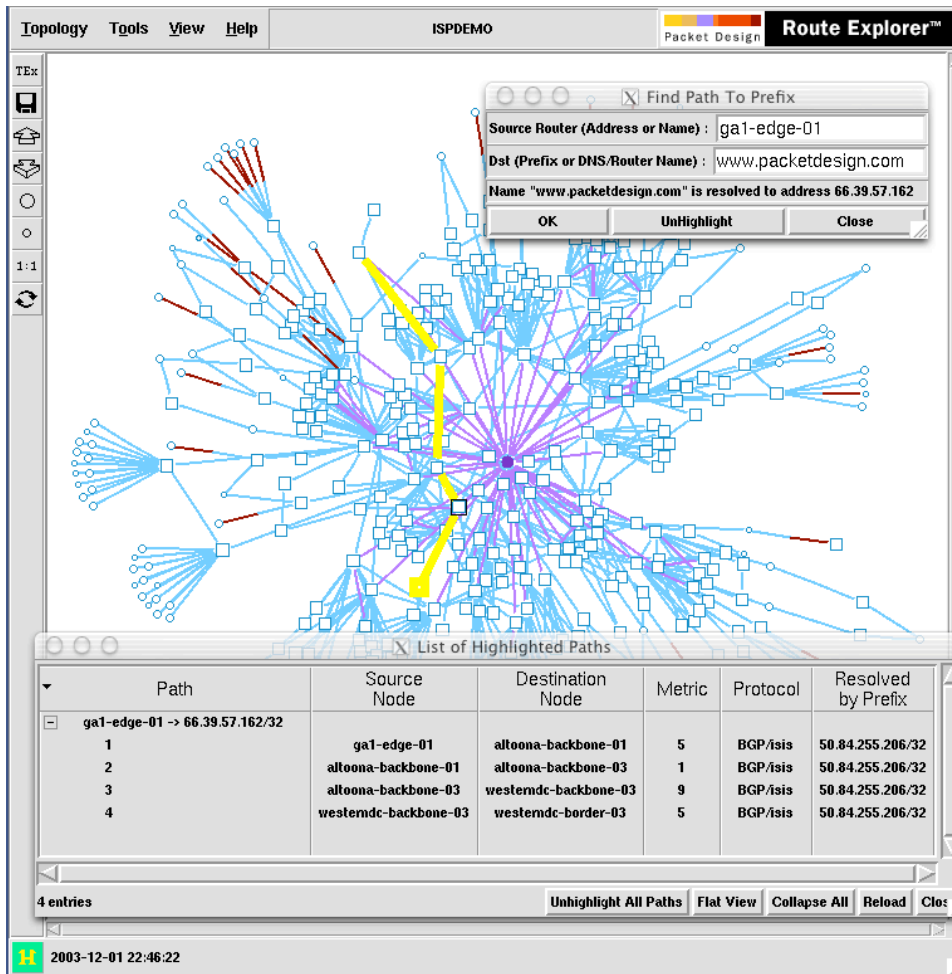 Topology Tools View Help ISPDEMO Packet Design Route Explorer™
TEx
1:1
Find Path To Prefix
Source Router (Address or Name) : ga1-edge-01
Dst (Prefix or DNS/Router Name) : www.packetdesign.com
Name "www.packetdesign.com" is resolved to address 66.39.57.162
OK UnHighlight Close
List of Highlighted Paths
Path Source Node Destination Node Metric Protocol Resolved by Prefix
ga1-edge-01 -> 66.39.57.162/32
1 ga1-edge-01 altoona-backbone-01 5 BGP/isis 50.84.255.206/32
2 altoona-backbone-01 altoona-backbone-03 1 BGP/isis 50.84.255.206/32
3 altoona-backbone-03 westerndc-backbone-03 9 BGP/isis 50.84.255.206/32
4 westerndc-backbone-03 westerndc-border-03 5 BGP/isis 50.84.255.206/32
4 entries Unhighlight All Paths Flat View Collapse All Reload Clos
H 2003-12-01 22:46:22